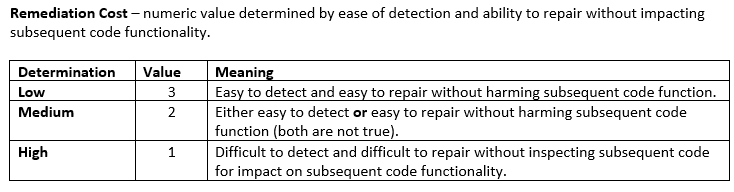 Remediation Cost – numeric value determined by ease of detection and ability to repair without impacting
subsequent code functionality.
Determination Value Meaning
Low 3 Easy to detect and easy to repair without harming subsequent code function.
Medium 2 Either easy to detect or easy to repair without harming subsequent code
function (both are not true).
High 1 Difficult to detect and difficult to repair without inspecting subsequent code
for impact on subsequent code functionality.